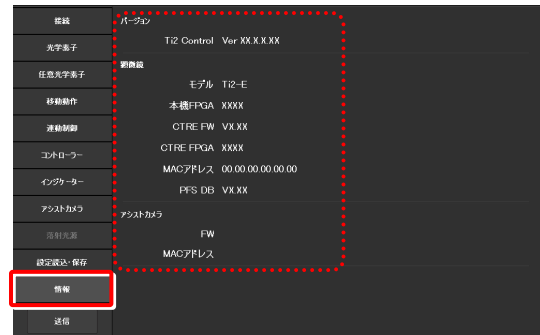 接続
光学素子
任意光学素子
移動動作
連動制御
コントローラー
インジケーター
アシストカメラ
落射光源
設定読込・保存
情報
送信
バージョン
Ti2 Control Ver XX.X.X.XX
顕微鏡
モデル Ti2-E
本機FPGA XXXX
CTRE FW VX.XX
CTRE FPGA XXXX
MACアドレス 00.00.00.00.00.00
PFS DB VX.XX
アシストカメラ
FW
MACアドレス